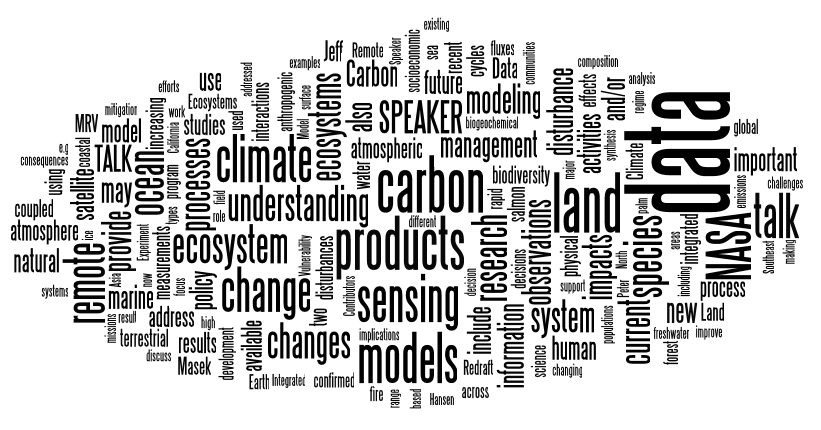 existing
Jeff
Remote
Speaker
socioeconomic
sea
recent
cycles
fluxes
Data
communities
composition
examples
efforts
use
addressed
interactions
anthropogenic
Model
surface
ecosystems
Carbon
future
modeling
biogeochemical
disturbance
effects
and/or
analysis
regime
data
global
mitigation
MRV
model
increasing
work
California
Ecosystems
studies
used
also
SPEAKER
management
activities
synthesis
Climate
important
challenges
emissions
e.g
consequences
coastal
TALK
ocean
processes
climate
atmospheric
water
biodiversity
major
using
satellite
may
program
types
field
role
understanding
carbon
different
rapid
salmon
land
palm
NASA
talk
coupled
atmosphere
natural
systems
remote
ice
provide
Experiment
measurements
ecosystem
Vulnerability
disturbances
products
research
decisions
observations
physical
impacts
North
Peter
species
areas
integrated
including
Southeast
making
Asia
now
focus
marine
missions
result
policy
change
Contributors
sensing
decision
support
populations
current
process
new
Land
address
high
terrestrial
discuss
results
Masek
development
available
changes
two
implications
models
include
information
system
science
human
changing
freshwater
improve
forest
Earth
Integrated
confirmed
fire
range
based
Hansen
Redraft
across